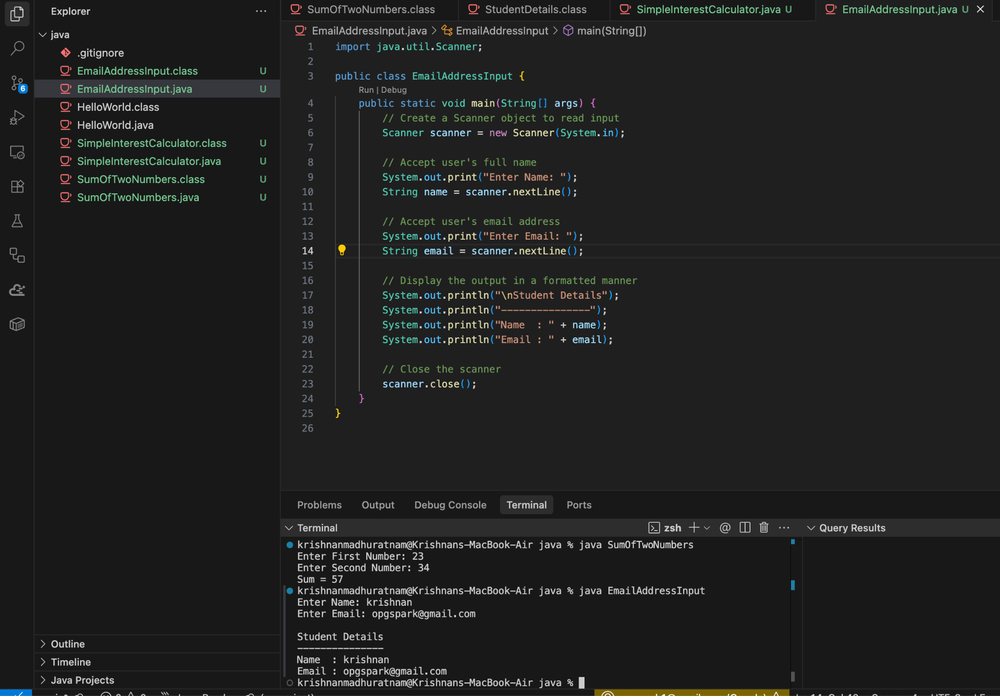 Explorer
java
.gitignore
EmailAddressInput.class U
EmailAddressInput.java U
HelloWorld.class
HelloWorld.java
SimpleInterestCalculator.class U
SimpleInterestCalculator.java U
SumOfTwoNumbers.class U
SumOfTwoNumbers.java U
6
Outline
Timeline
Java Projects
SumOfTwoNumbers.class StudentDetails.class SimpleInterestCalculator.java U EmailAddressInput.java U
EmailAddressInput.java > EmailAddressInput > main(String[])
1 import java.util.Scanner;
2
3 public class EmailAddressInput {
Run | Debug
4 public static void main(String[] args) {
5 // Create a Scanner object to read input
6 Scanner scanner = new Scanner(System.in);
7
8 // Accept user's full name
9 System.out.print("Enter Name: ");
10 String name = scanner.nextLine();
11
12 // Accept user's email address
13 System.out.print("Enter Email: ");
14 String email = scanner.nextLine();
15
16 // Display the output in a formatted manner
17 System.out.println("\nStudent Details");
18 System.out.println("---------------");
19 System.out.println("Name  : " + name);
20 System.out.println("Email : " + email);
21
22 // Close the scanner
23 scanner.close();
24 }
25 }
26
Problems Output Debug Console Terminal Ports
Terminal zsh Query Results
krishnanmadhuratnam@Krishnans-MacBook-Air java % java SumOfTwoNumbers
Enter First Number: 23
Enter Second Number: 34
Sum = 57
krishnanmadhuratnam@Krishnans-MacBook-Air java % java EmailAddressInput
Enter Name: krishnan
Enter Email: opgspark@gmail.com
Student Details
---------------
Name  : krishnan
Email : opgspark@gmail.com
krishnanmadhuratnam@Krishnans-MacBook-Air java %